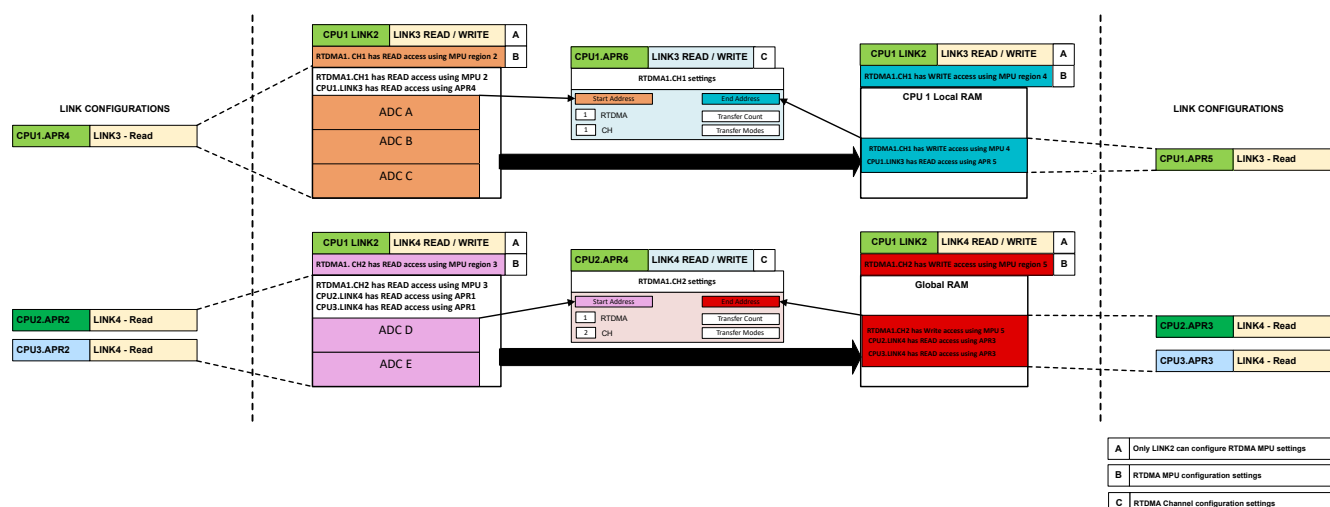 CPU1 LINK2 LINK3 READ / WRITE A
RTDMA1. CH1 has READ access using MPU region 2 B
RTDMA1.CH1 has READ access using MPU 2
CPU1.LINK3 has READ access using APR4
ADC A
ADC B
ADC C
LINK CONFIGURATIONS
CPU1.APR4 LINK3 - Read
CPU1.APR6 LINK3 READ / WRITE C
RTDMA1.CH1 settings
Start Address End Address
1 RTDMA Transfer Count
1 CH Transfer Modes
CPU1 LINK2 LINK3 READ / WRITE A
RTDMA1.CH1 has WRITE access using MPU region 4 B
CPU 1 Local RAM
RTDMA1.CH1 has WRITE access using MPU 4
CPU1.LINK3 has READ access using APR 5
LINK CONFIGURATIONS
CPU1.APR5 LINK3 - Read
CPU1 LINK2 LINK4 READ / WRITE A
RTDMA1. CH2 has READ access using MPU region 3 B
RTDMA1.CH2 has READ access using MPU 3
CPU2.LINK4 has READ access using APR1
CPU3.LINK4 has READ access using APR1
ADC D
ADC E
CPU2.APR2 LINK4 - Read
CPU3.APR2 LINK4 - Read
CPU2.APR4 LINK4 READ / WRITE C
RTDMA1.CH2 settings
Start Address End Address
1 RTDMA Transfer Count
2 CH Transfer Modes
CPU1 LINK2 LINK4 READ / WRITE A
RTDMA1.CH2 has WRITE access using MPU region 5 B
Global RAM
RTDMA1.CH2 has Write access using MPU 5
CPU2.LINK4 has READ access using APR3
CPU3.LINK4 has READ access using APR3
CPU2.APR3 LINK4 - Read
CPU3.APR3 LINK4 - Read
A Only LINK2 can configure RTDMA MPU settings
B RTDMA MPU configuration settings
C RTDMA Channel configuration settings